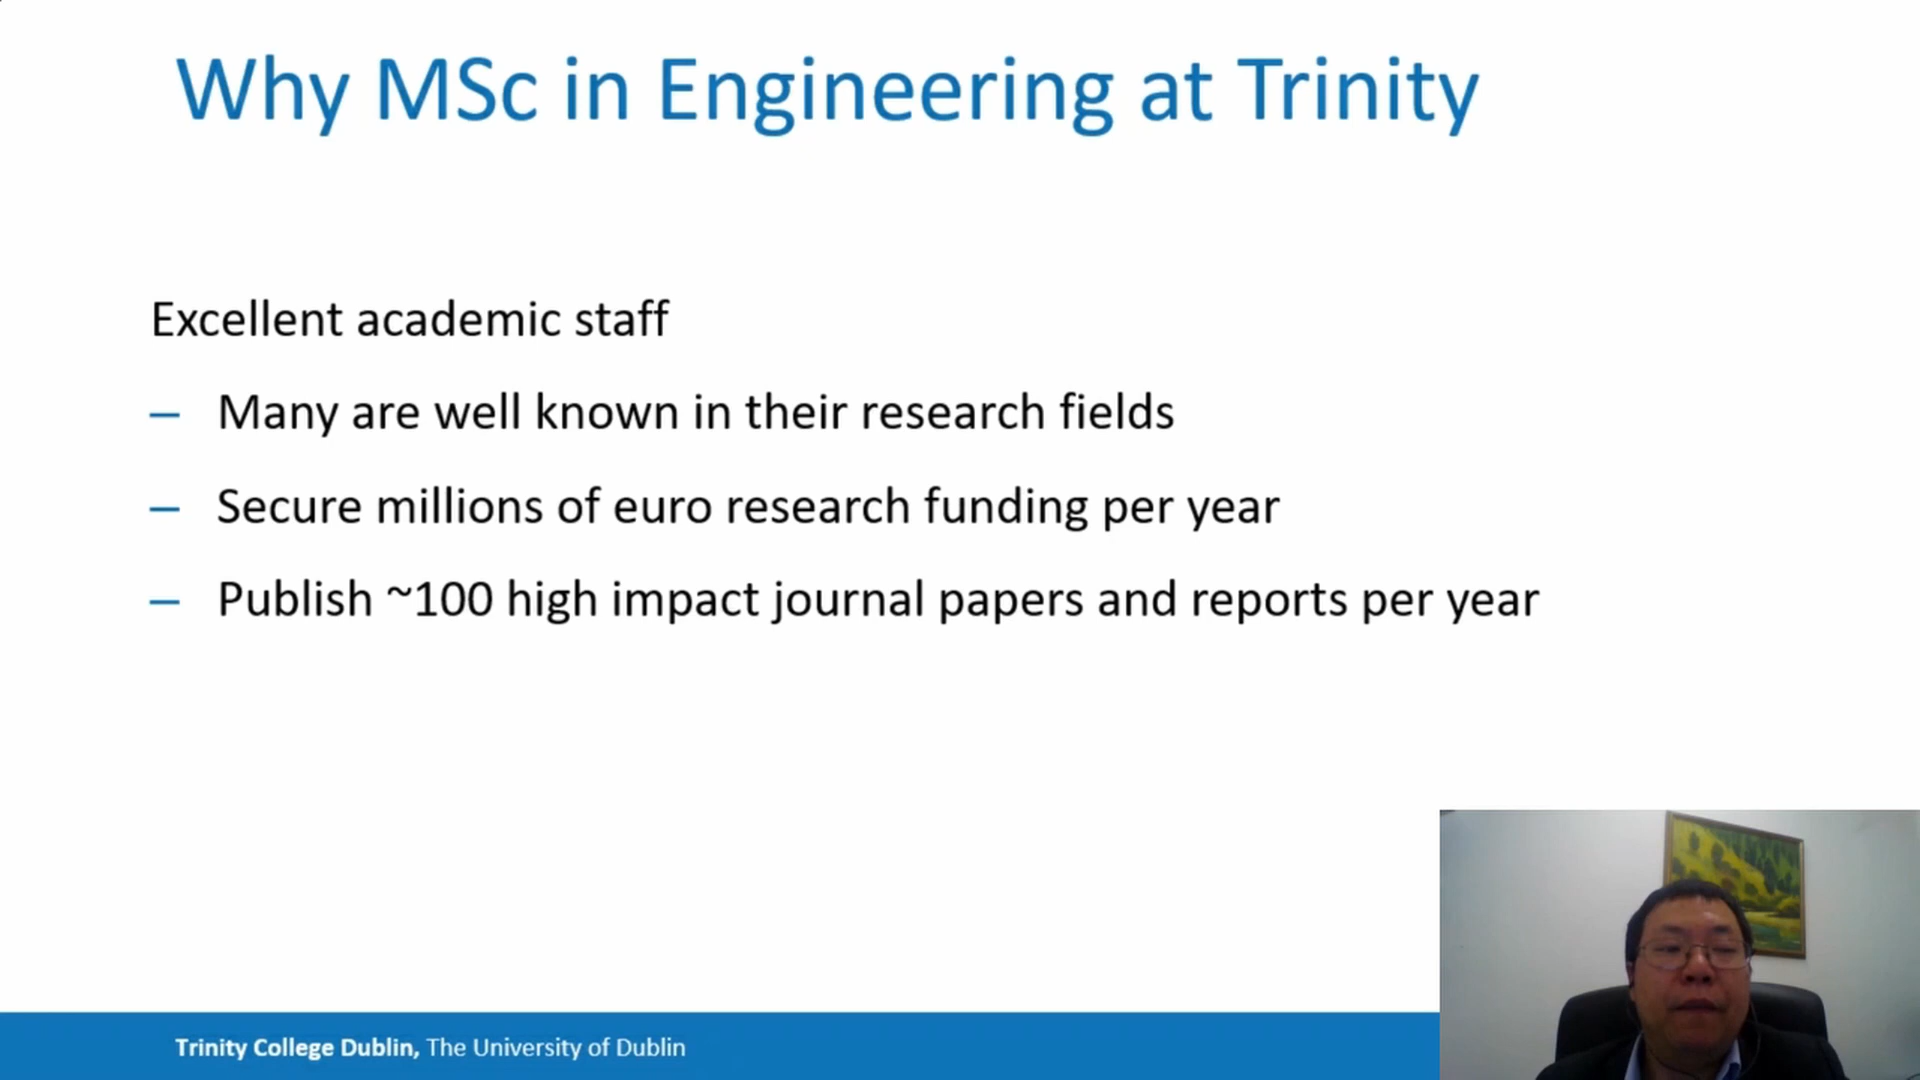 Why MSc in Engineering at Trinity
Excellent academic staff
– Many are well known in their research fields
– Secure millions of euro research funding per year
– Publish ~100 high impact journal papers and reports per year
Trinity College Dublin, The University of Dublin